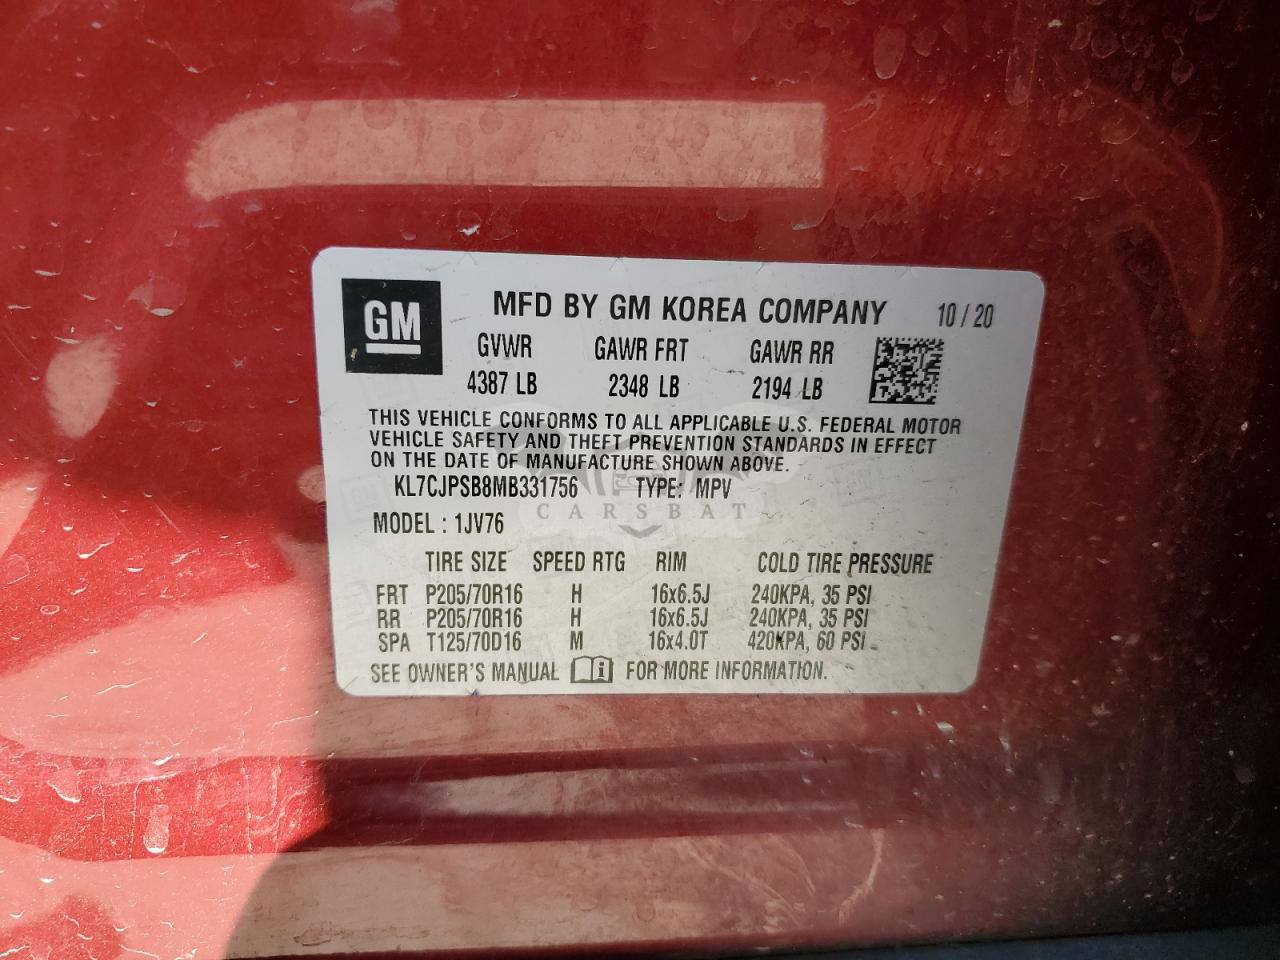 GM
MFD BY GM KOREA COMPANY 10 / 20
GVWR GAWR FRT GAWR RR
4387 LB 2348 LB 2194 LB
THIS VEHICLE CONFORMS TO ALL APPLICABLE U.S. FEDERAL MOTOR
VEHICLE SAFETY AND THEFT PREVENTION STANDARDS IN EFFECT
ON THE DATE OF MANUFACTURE SHOWN ABOVE.
KL7CJPSB8MB331756 TYPE: MPV
CARSBAT
MODEL : 1JV76
TIRE SIZE SPEED RTG RIM COLD TIRE PRESSURE
FRT P205/70R16 H 16x6.5J 240KPA, 35 PSI
RR P205/70R16 H 16x6.5J 240KPA, 35 PSI
SPA T125/70D16 M 16x4.0T 420KPA, 60 PSI
SEE OWNER'S MANUAL i FOR MORE INFORMATION.